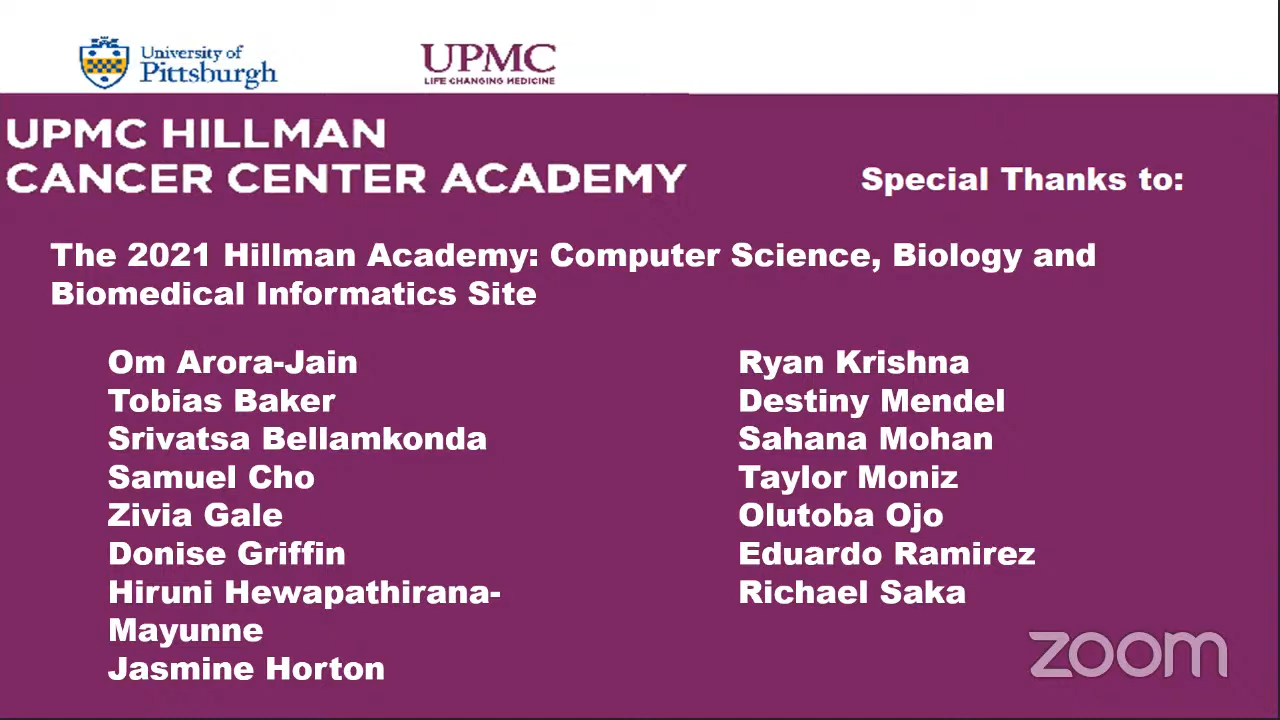 University of
Pittsburgh
UPMC
LIFE CHANGING MEDICINE
UPMC HILLMAN
CANCER CENTER ACADEMY
Special Thanks to:
The 2021 Hillman Academy: Computer Science, Biology and
Biomedical Informatics Site
Om Arora-Jain
Tobias Baker
Srivatsa Bellamkonda
Samuel Cho
Zivia Gale
Donise Griffin
Hiruni Hewapathirana-
Mayunne
Jasmine Horton
Ryan Krishna
Destiny Mendel
Sahana Mohan
Taylor Moniz
Olutoba Ojo
Eduardo Ramirez
Richael Saka
zoom